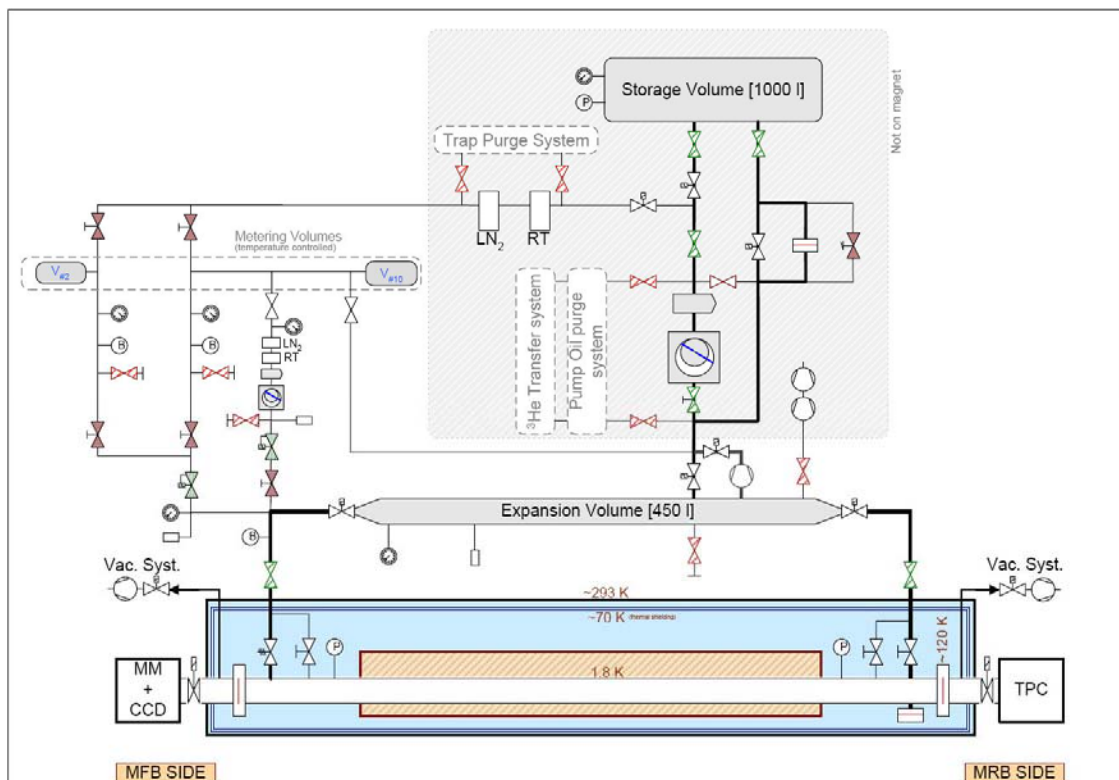 Storage Volume [1000 l]
P
Not on magnet
Trap Purge System
LN2
RT
Metering Volumes
(temperature controlled)
V#2
V#10
B
B
LN2
RT
3He Transfer system
Pump Oil purge
system
Expansion Volume [450 l]
B
Vac. Syst.
Vac. Syst.
~293 K
~70 K (thermal shielding)
P
P
~120 K
1.8 K
MM
+
CCD
TPC
MFB SIDE
MRB SIDE